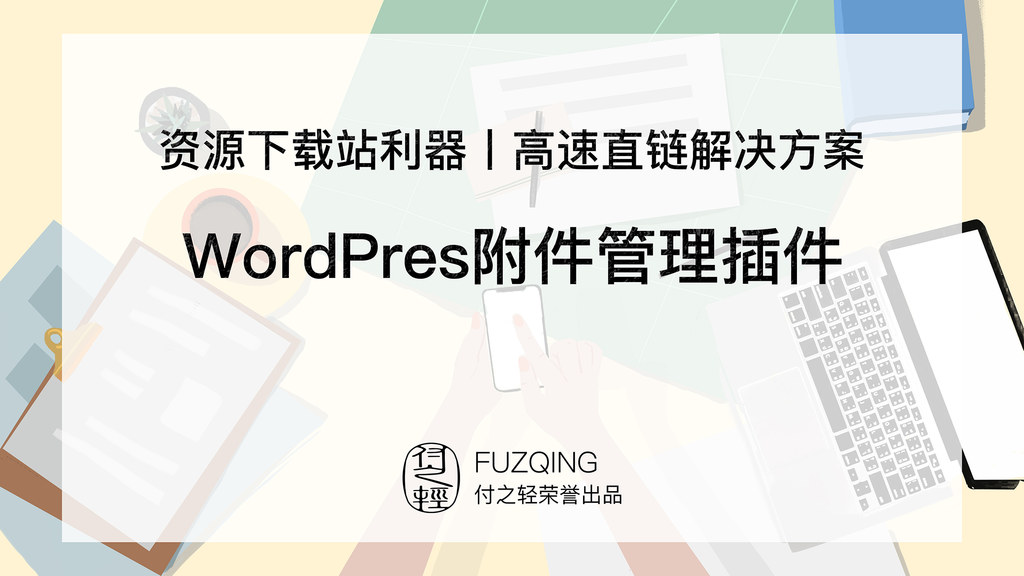 资源下载站利器丨高速直链解决方案
WordPres附件管理插件
付之輕
FUZQING
付之轻荣誉出品